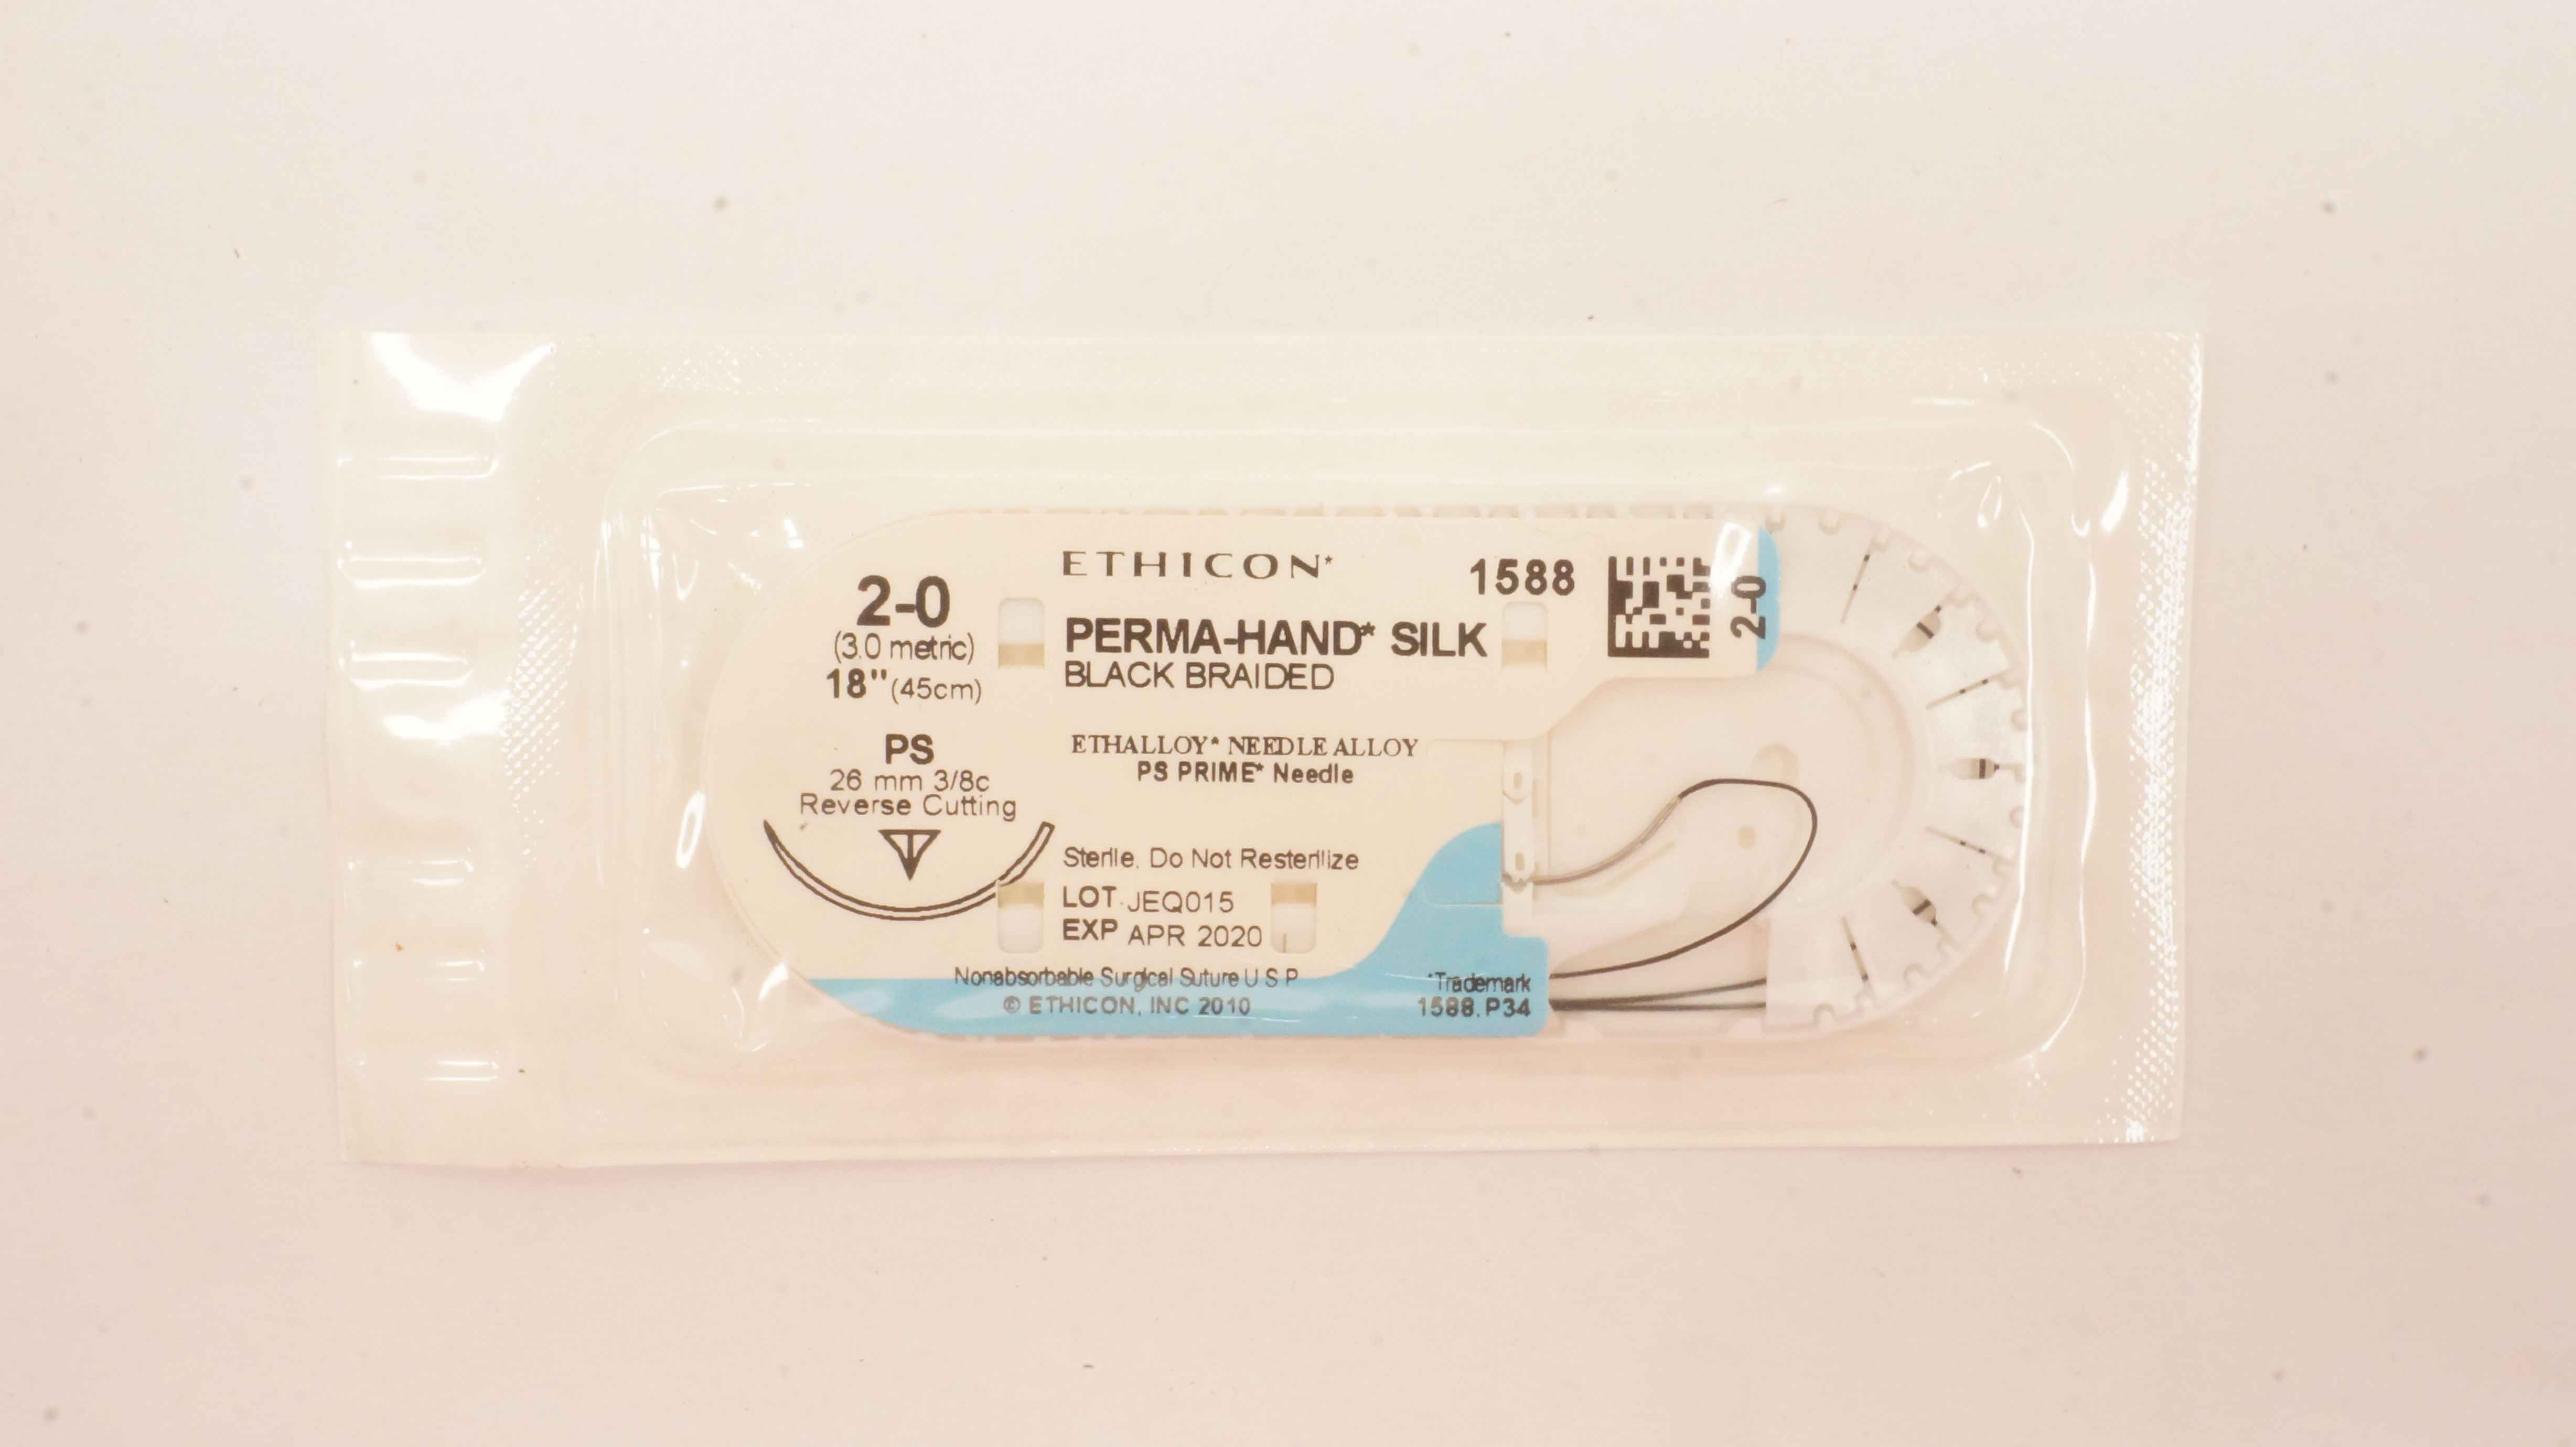 ETHICON*
1588
2-0
(3.0 metric)
18" (45cm)
PERMA-HAND* SILK
BLACK BRAIDED
2-0
PS
26 mm 3/8c
Reverse Cutting
ETHALLOY* NEEDLE ALLOY
PS PRIME* Needle
Sterile. Do Not Resterilize
LOT JEQ015
EXP APR 2020
Nonabsorbable Surgical Suture U S P
© ETHICON, INC 2010
*Trademark
1588.P34